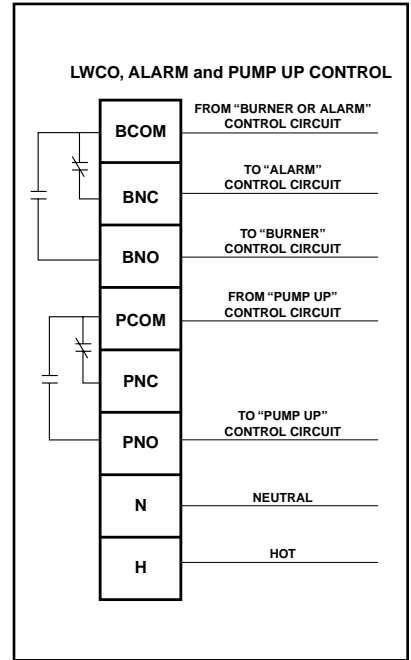 LWCO, ALARM and PUMP UP CONTROL
BCOM
FROM “BURNER OR ALARM”
CONTROL CIRCUIT
BNC
TO “ALARM”
CONTROL CIRCUIT
BNO
TO “BURNER”
CONTROL CIRCUIT
PCOM
FROM “PUMP UP”
CONTROL CIRCUIT
PNC
PNO
TO “PUMP UP”
CONTROL CIRCUIT
N
NEUTRAL
H
HOT